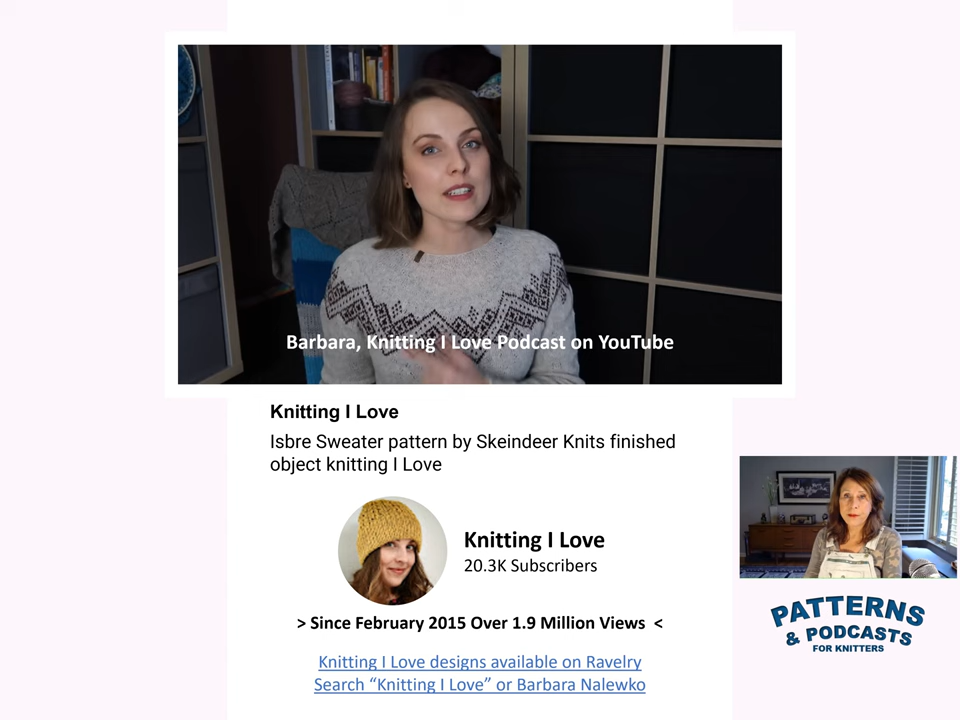 Barbara, Knitting I Love Podcast on YouTube
Knitting I Love
Isbre Sweater pattern by Skeindeer Knits finished
object knitting I Love
Knitting I Love
20.3K Subscribers
> Since February 2015 Over 1.9 Million Views <
Knitting I Love designs available on Ravelry
Search “Knitting I Love” or Barbara Nalewko
PATTERNS
& PODCASTS
FOR KNITTERS